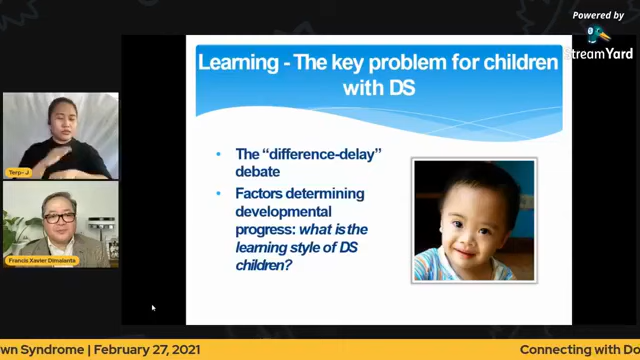 Powered by
StreamYard
Learning - The key problem for children
with DS
• The “difference-delay”
debate
• Factors determining
developmental
progress: what is the
learning style of DS
children?
Terp- J
Francis Xavier Dimalanta
wn Syndrome | February 27, 2021
Connecting with Do